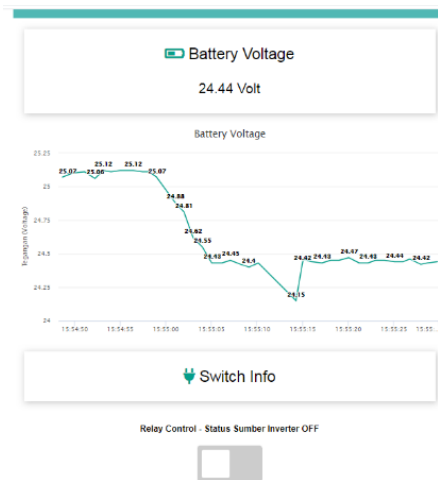 Battery Voltage
24.44 Volt
Battery Voltage
Tegangan (Voltage)
25.25
25
24.75
24.5
24.25
24
25.07 25.06 25.12 25.12 25.07 24.88 24.81 24.62 24.55 24.43 24.45 24.4 24.15 24.42 24.43 24.47 24.43 24.44 24.42
15:54:50 15:54:55 15:55:00 15:55:05 15:55:10 15:55:15 15:55:20 15:55:25 15:55:..
Switch Info
Relay Control - Status Sumber Inverter OFF